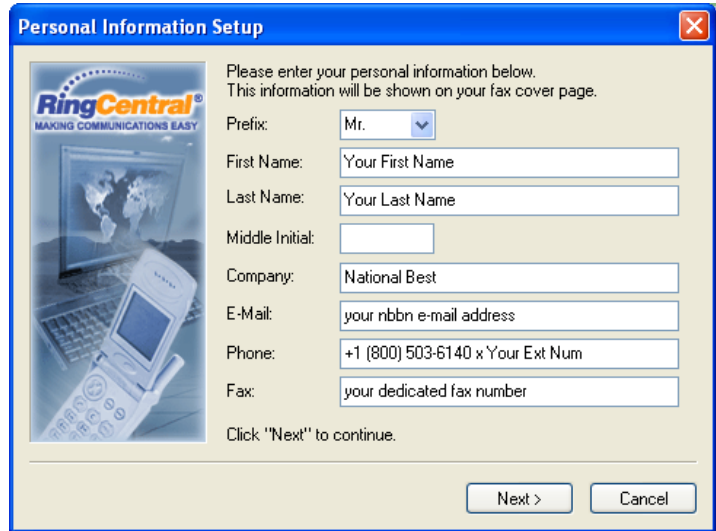 Personal Information Setup
RingCentral®
MAKING COMMUNICATIONS EASY
Please enter your personal information below.
This information will be shown on your fax cover page.
Prefix: Mr.
First Name: Your First Name
Last Name: Your Last Name
Middle Initial:
Company: National Best
E-Mail: your nbbn e-mail address
Phone: +1 (800) 503-6140 x Your Ext Num
Fax: your dedicated fax number
Click "Next" to continue.
Next > Cancel